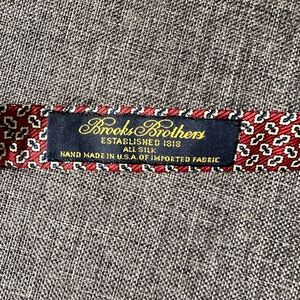 Brooks Brothers
ESTABLISHED 1818
ALL SILK
HAND MADE IN U.S.A. OF IMPORTED FABRIC